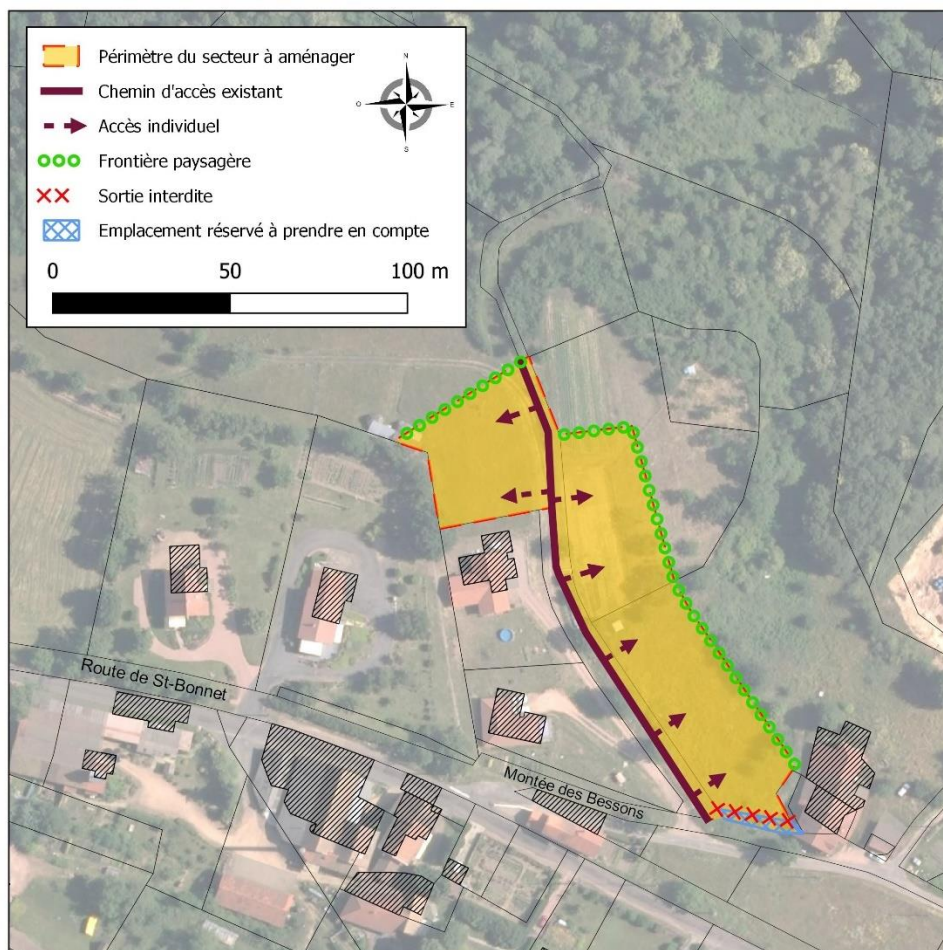 Périmètre du secteur à aménager
Chemin d'accès existant
Accès individuel
Frontière paysagère
Sortie interdite
Emplacement réservé à prendre en compte
N
O
E
S
0 50 100 m
Route de St-Bonnet
Montée des Bessons